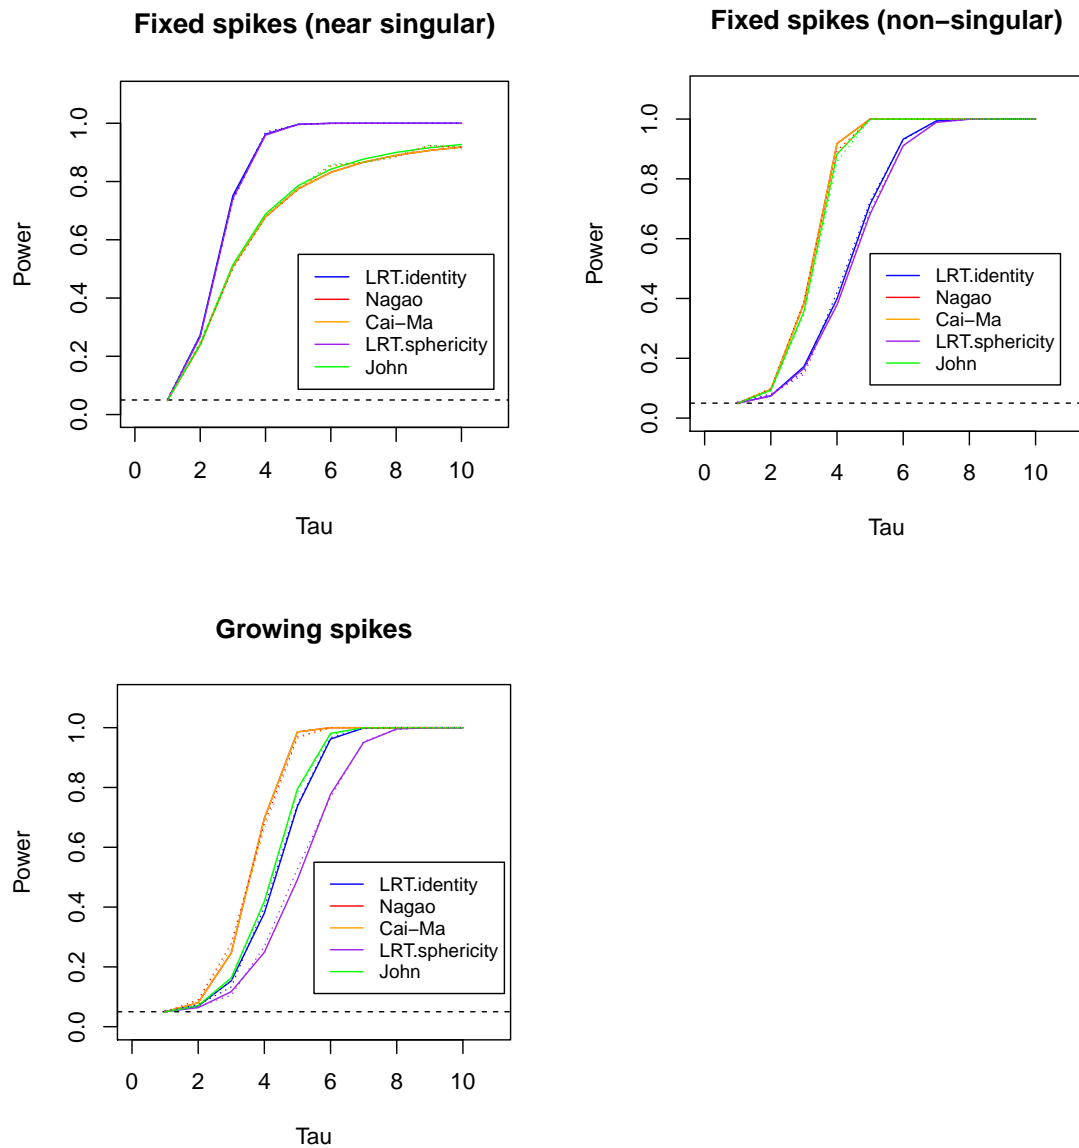 Fixed spikes (near singular)
Power
0.0 0.2 0.4 0.6 0.8 1.0
LRT.identity
Nagao
Cai−Ma
LRT.sphericity
John
0 2 4 6 8 10
Tau
Fixed spikes (non−singular)
Power
0.0 0.2 0.4 0.6 0.8 1.0
LRT.identity
Nagao
Cai−Ma
LRT.sphericity
John
0 2 4 6 8 10
Tau
Growing spikes
Power
0.0 0.2 0.4 0.6 0.8 1.0
LRT.identity
Nagao
Cai−Ma
LRT.sphericity
John
0 2 4 6 8 10
Tau